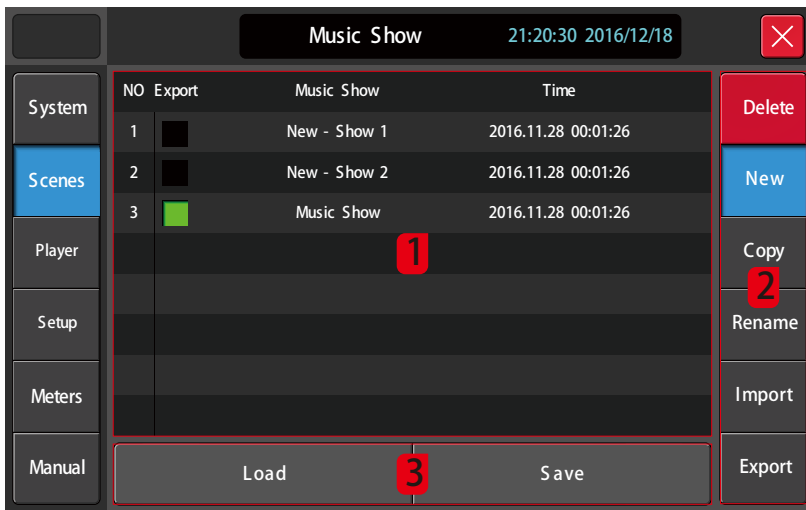 Music Show 21:20:30 2016/12/18
System
Scenes
Player
Setup
Meters
Manual
NO Export Music Show Time
1 New - Show 1 2016.11.28 00:01:26
2 New - Show 2 2016.11.28 00:01:26
3 Music Show 2016.11.28 00:01:26
1
Load 3 Save
Delete
New
Copy
2
Rename
Import
Export